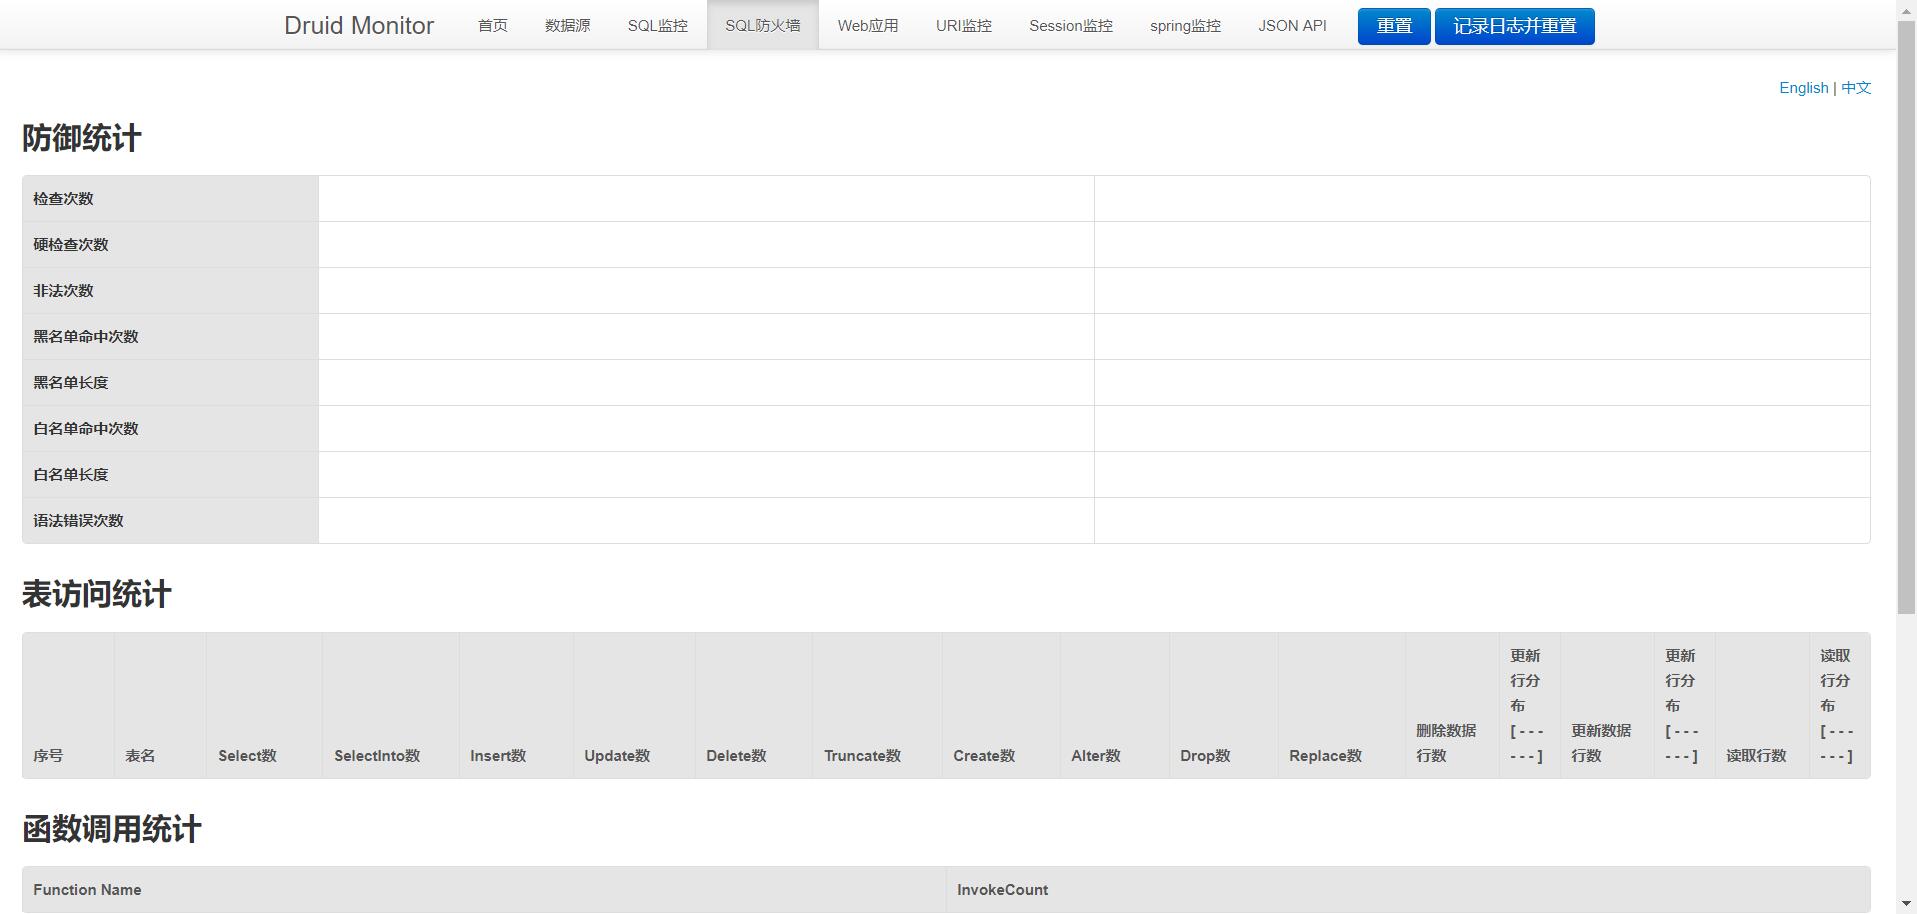 Druid Monitor 首页 数据源 SQL监控 SQL防火墙 Web应用 URI监控 Session监控 spring监控 JSON API 重置 记录日志并重置
English | 中文
防御统计
检查次数
硬检查次数
非法次数
黑名单命中次数
黑名单长度
白名单命中次数
白名单长度
语法错误次数
表访问统计
序号 表名 Select数 SelectInto数 Insert数 Update数 Delete数 Truncate数 Create数 Alter数 Drop数 Replace数
删除数据
行数
更新
行分
布
[ - - -
- - - ]
更新数据
行数
更新
行分
布
[ - - -
- - - ]
读取行数
读取
行分
布
[ - - -
- - - ]
函数调用统计
Function Name InvokeCount